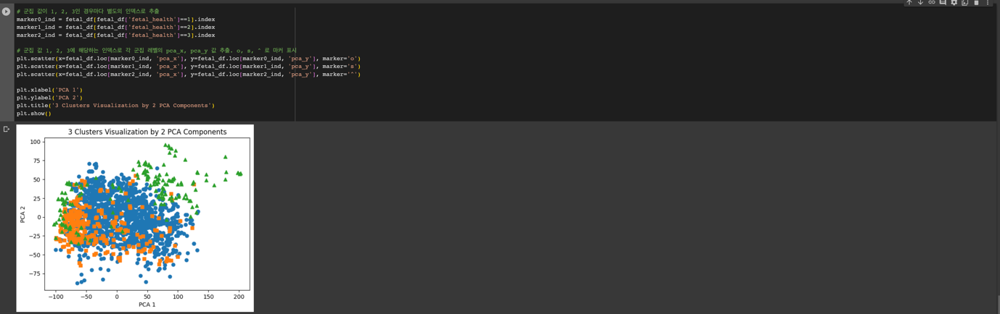 # 군집 값이 1, 2, 3인 경우마다 별도의 인덱스로 추출
marker0_ind = fetal_df[fetal_df['fetal_health']==1].index
marker1_ind = fetal_df[fetal_df['fetal_health']==2].index
marker2_ind = fetal_df[fetal_df['fetal_health']==3].index
# 군집 값 1, 2, 3에 해당하는 인덱스로 각 군집 레벨의 pca_x, pca_y 값 추출. o, s, ^ 로 마커 표시
plt.scatter(x=fetal_df.loc[marker0_ind, 'pca_x'], y=fetal_df.loc[marker0_ind, 'pca_y'], marker='o')
plt.scatter(x=fetal_df.loc[marker1_ind, 'pca_x'], y=fetal_df.loc[marker1_ind, 'pca_y'], marker='s')
plt.scatter(x=fetal_df.loc[marker2_ind, 'pca_x'], y=fetal_df.loc[marker2_ind, 'pca_y'], marker='^')
plt.xlabel('PCA 1')
plt.ylabel('PCA 2')
plt.title('3 Clusters Visualization by 2 PCA Components')
plt.show()
3 Clusters Visualization by 2 PCA Components
100
75
50
25
0
−25
−50
−75
PCA 2
−100 −50 0 50 100 150 200
PCA 1